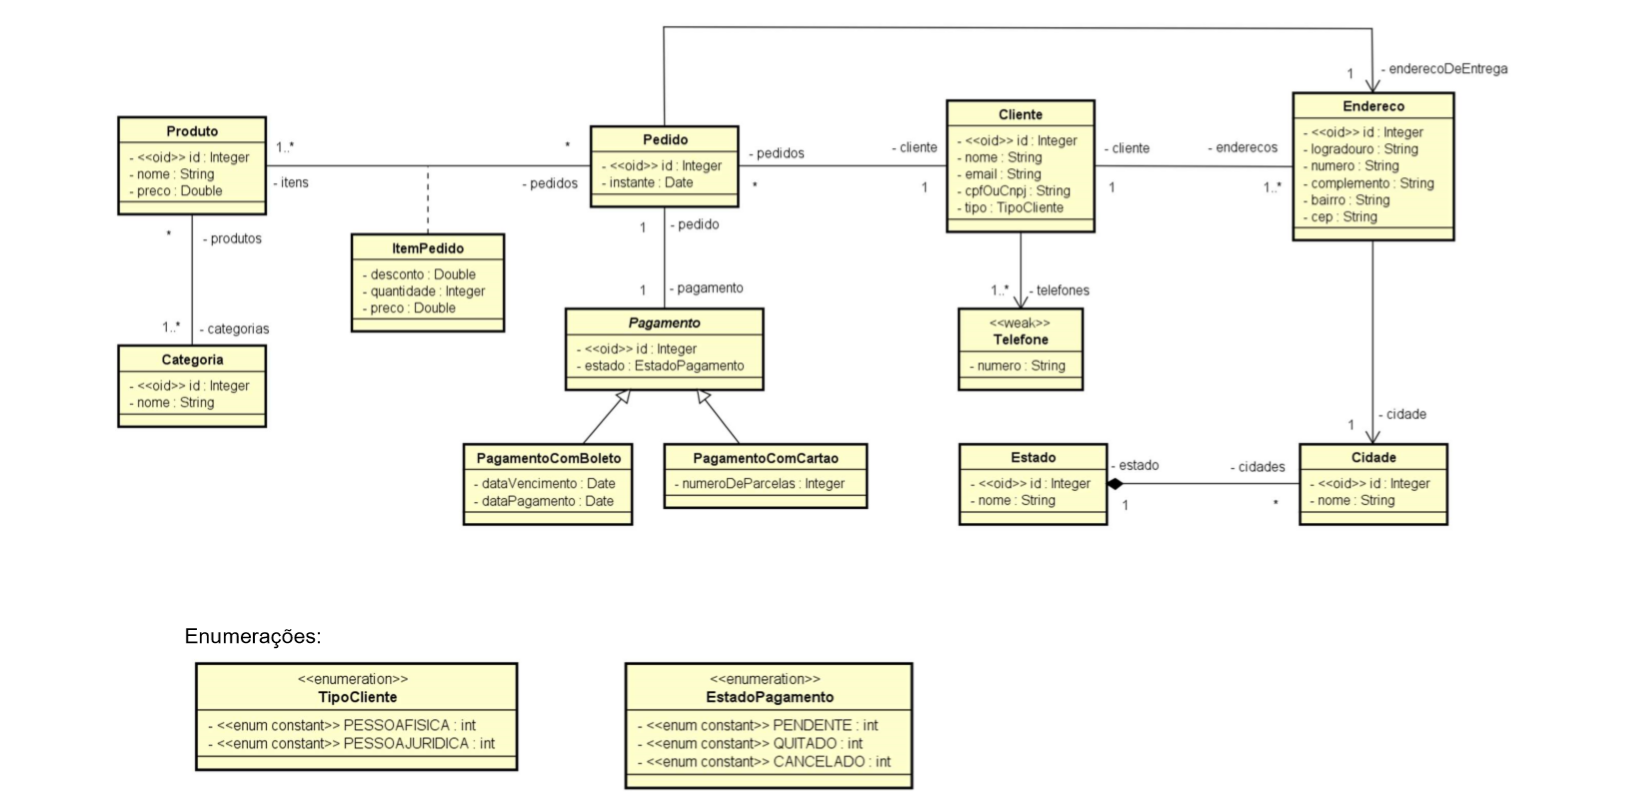 1
- enderecoDeEntrega
Produto
- <<oid>> id : Integer
- nome : String
- preco : Double
1..*
- itens
*
- pedidos
Pedido
- <<oid>> id : Integer
- instante : Date
- pedidos
*
- cliente
1
Cliente
- <<oid>> id : Integer
- nome : String
- email : String
- cpfOuCnpj : String
- tipo : TipoCliente
- cliente
1
- enderecos
1..*
Endereco
- <<oid>> id : Integer
- logradouro : String
- numero : String
- complemento : String
- bairro : String
- cep : String
*
- produtos
1..*
- categorias
Categoria
- <<oid>> id : Integer
- nome : String
ItemPedido
- desconto : Double
- quantidade : Integer
- preco : Double
1
- pedido
1
- pagamento
Pagamento
- <<oid>> id : Integer
- estado : EstadoPagamento
1..*
- telefones
<<weak>>
Telefone
- numero : String
1
- cidade
PagamentoComBoleto
- dataVencimento : Date
- dataPagamento : Date
PagamentoComCartao
- numeroDeParcelas : Integer
Estado
- <<oid>> id : Integer
- nome : String
- estado
1
- cidades
*
Cidade
- <<oid>> id : Integer
- nome : String
Enumerações:
<<enumeration>>
TipoCliente
- <<enum constant>> PESSOAFISICA : int
- <<enum constant>> PESSOAJURIDICA : int
<<enumeration>>
EstadoPagamento
- <<enum constant>> PENDENTE : int
- <<enum constant>> QUITADO : int
- <<enum constant>> CANCELADO : int